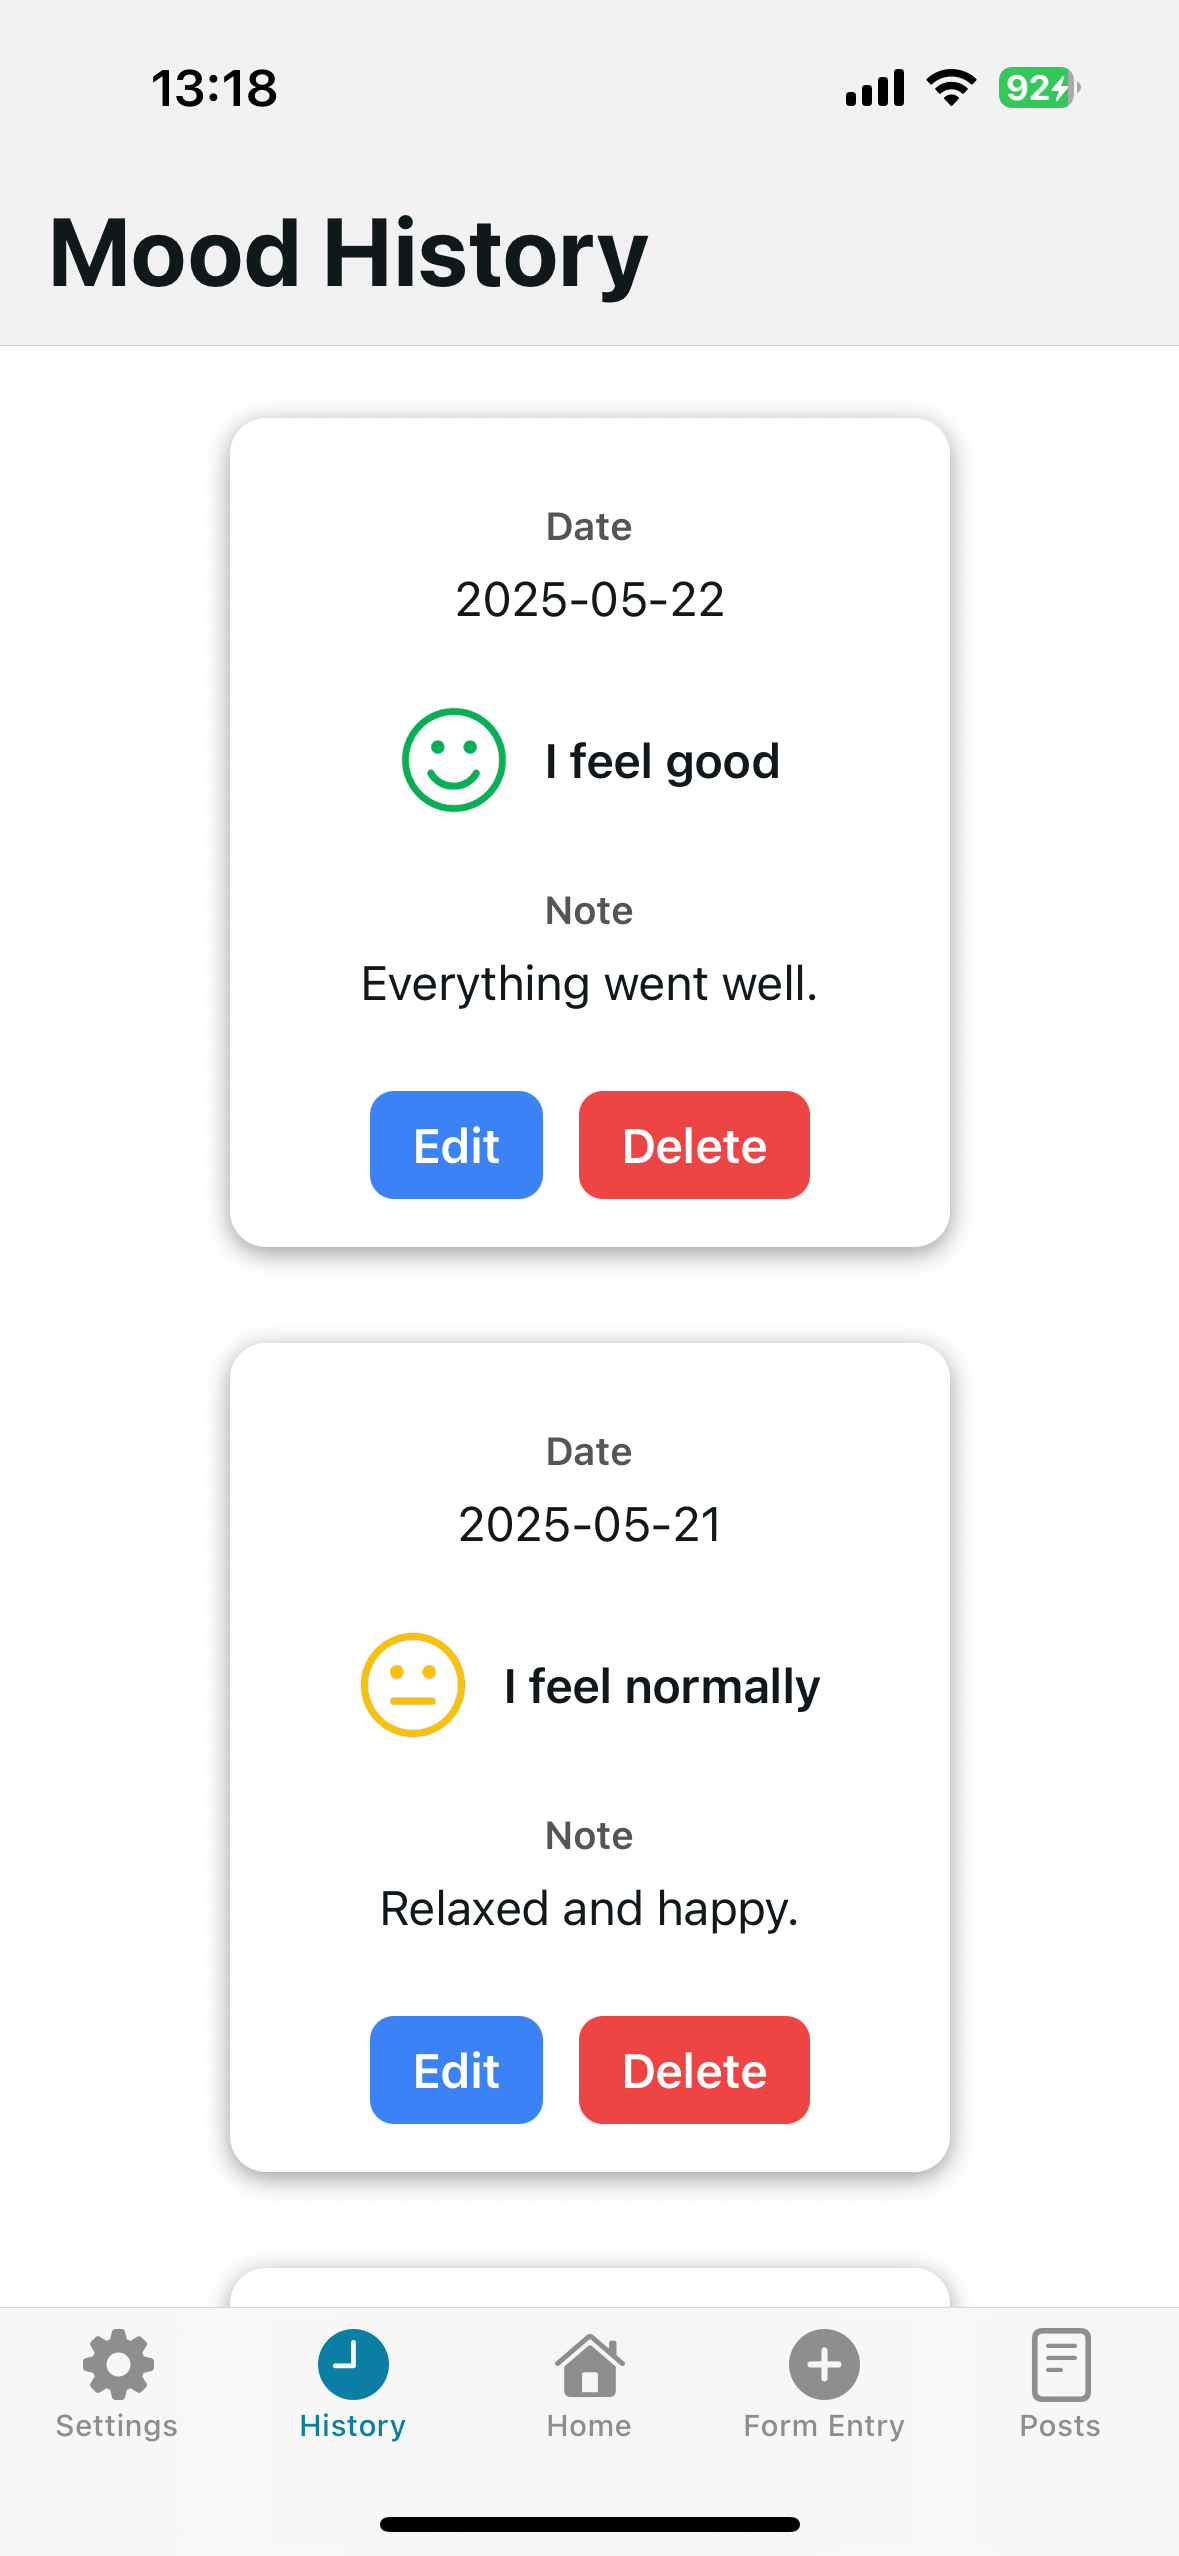 13:18
92
Mood History
Date
2025-05-22
I feel good
Note
Everything went well.
Edit Delete
Date
2025-05-21
I feel normally
Note
Relaxed and happy.
Edit Delete
Settings History Home Form Entry Posts